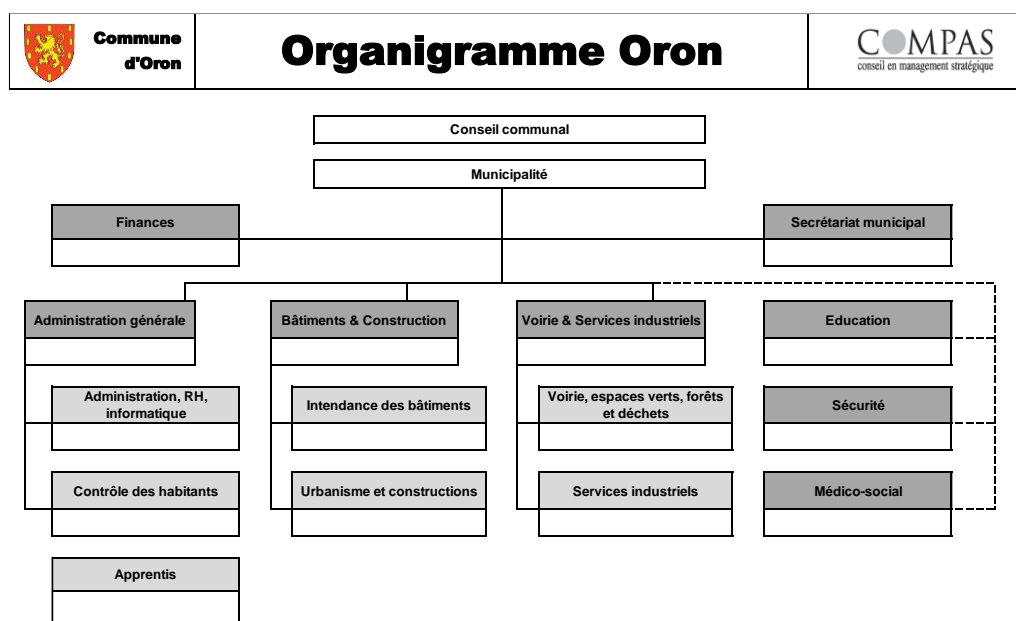 Commune
d'Oron
Organigramme Oron
COMPAS
conseil en management stratégique
Conseil communal
Municipalité
Finances
Secrétariat municipal
Administration générale
Bâtiments & Construction
Voirie & Services industriels
Education
Administration, RH,
informatique
Intendance des bâtiments
Voirie, espaces verts, forêts
et déchets
Sécurité
Contrôle des habitants
Urbanisme et constructions
Services industriels
Médico-social
Apprentis